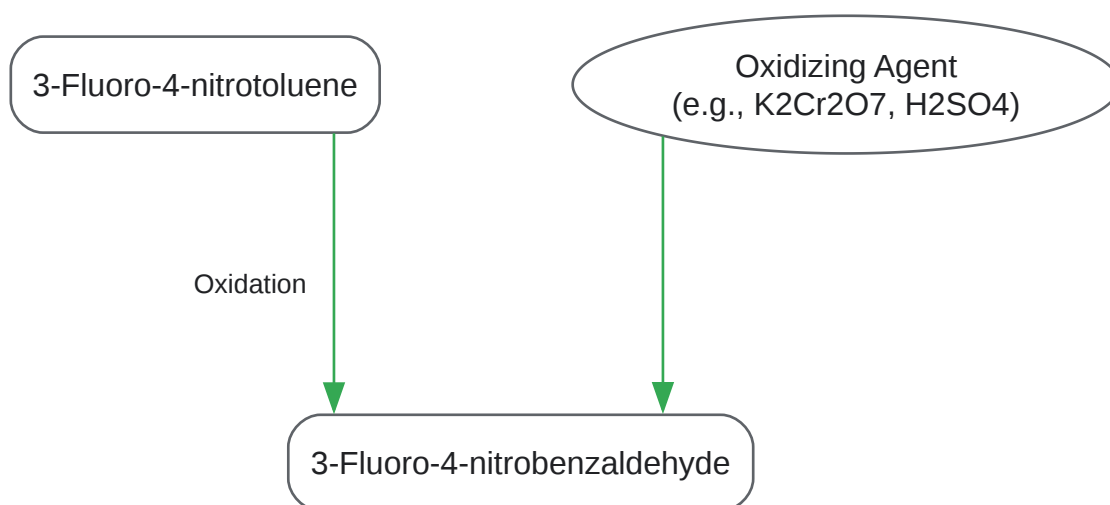 3-Fluoro-4-nitrotoluene
Oxidizing Agent
(e.g., K2Cr2O7, H2SO4)
Oxidation
3-Fluoro-4-nitrobenzaldehyde